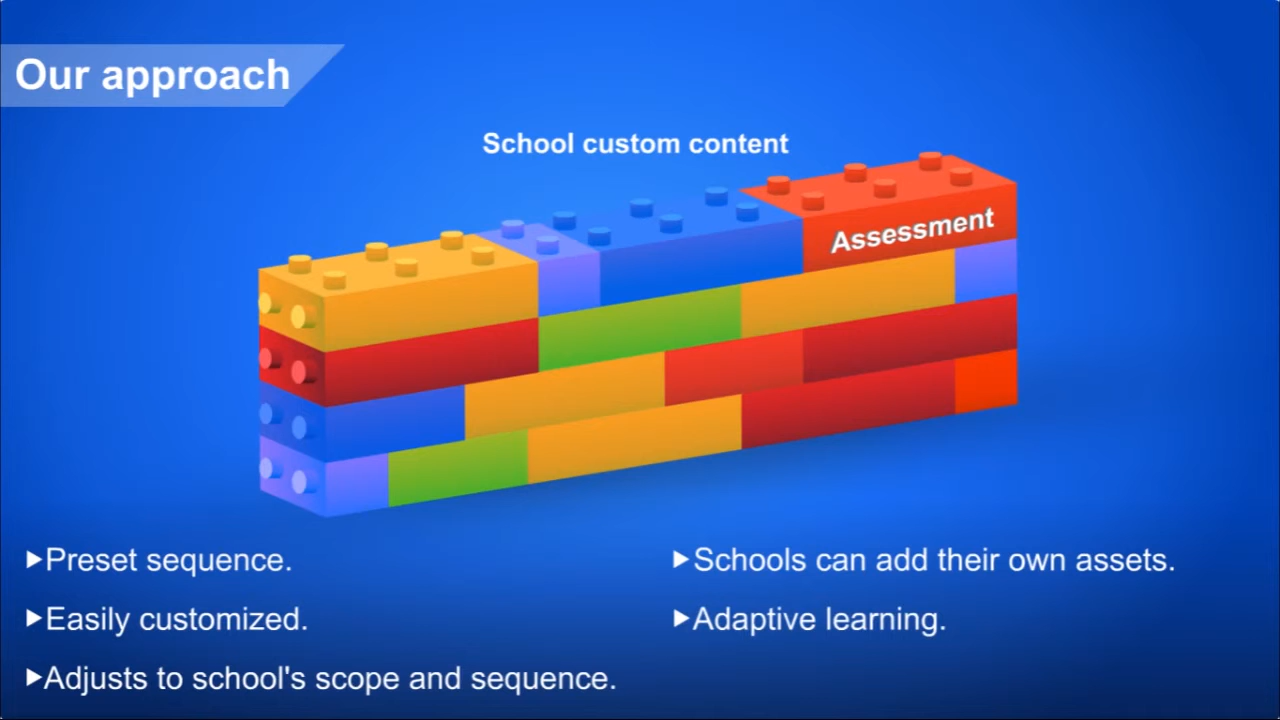 Our approach
School custom content
Assessment
▶Preset sequence.
▶Easily customized.
▶Adjusts to school's scope and sequence.
▶Schools can add their own assets.
▶Adaptive learning.